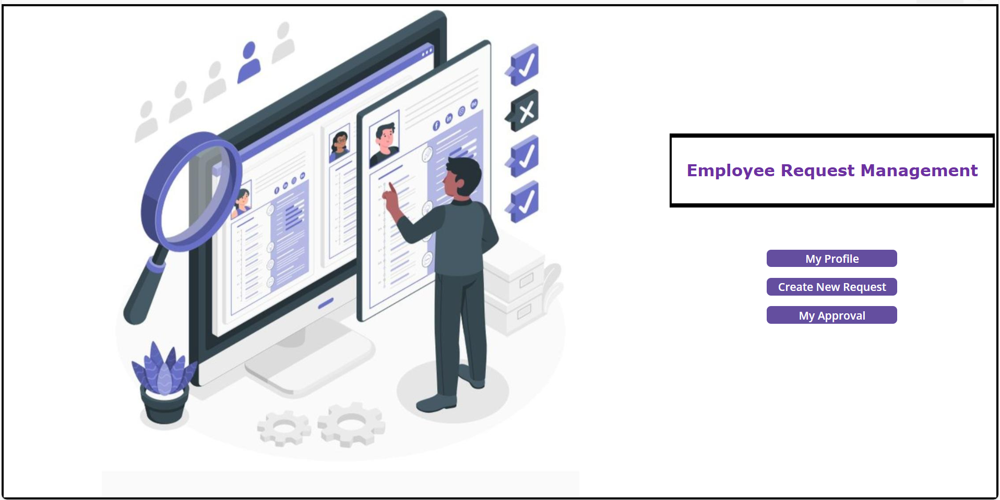 Employee Request Management
My Profile
Create New Request
My Approval